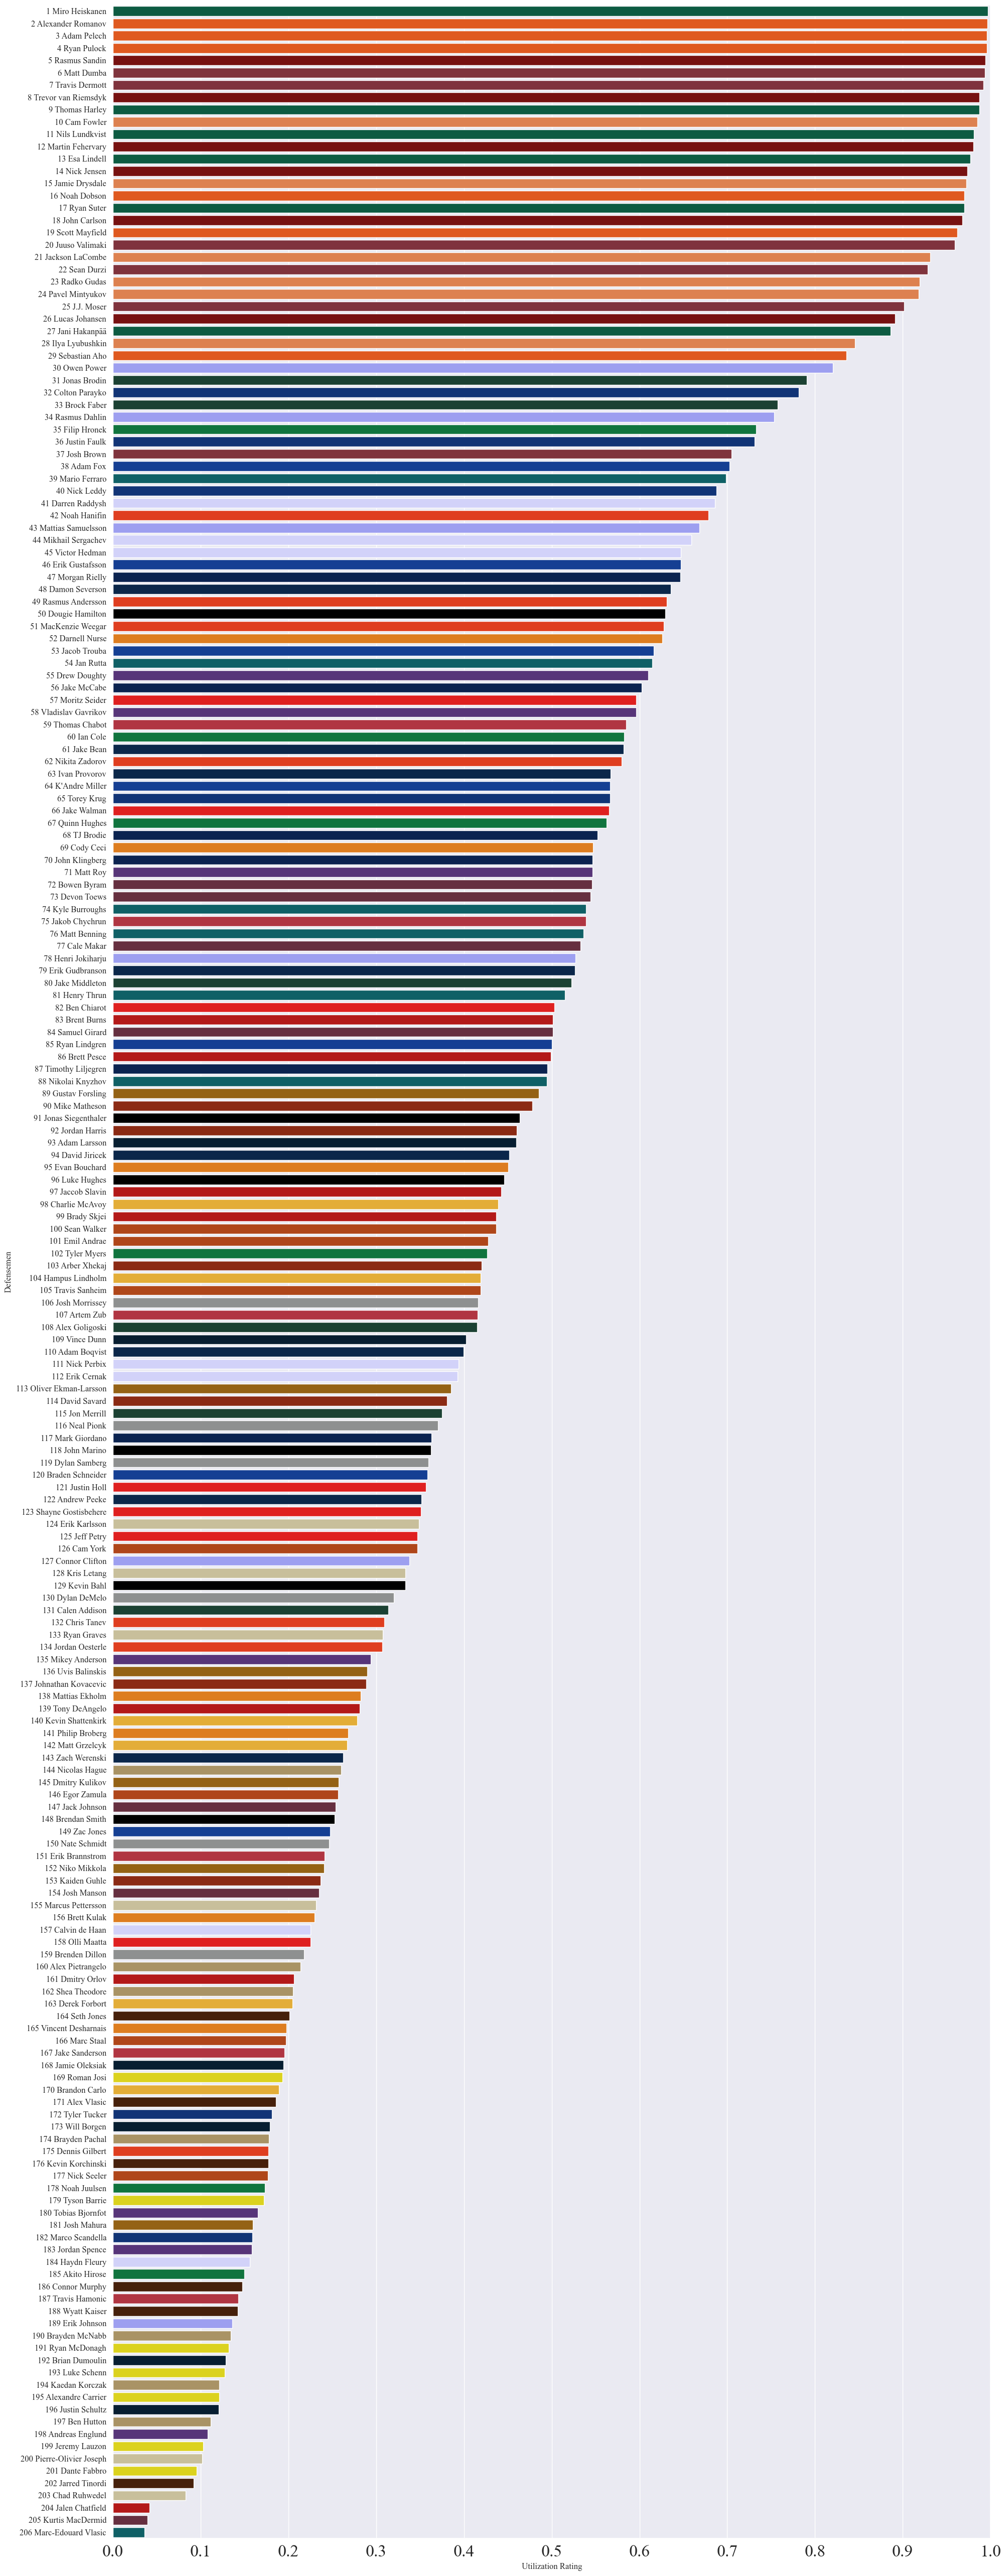 1 Miro Heiskanen
2 Alexander Romanov
3 Adam Pelech
4 Ryan Pulock
5 Rasmus Sandin
6 Matt Dumba
7 Travis Dermott
8 Trevor van Riemsdyk
9 Thomas Harley
10 Cam Fowler
11 Nils Lundkvist
12 Martin Fehervary
13 Esa Lindell
14 Nick Jensen
15 Jamie Drysdale
16 Noah Dobson
17 Ryan Suter
18 John Carlson
19 Scott Mayfield
20 Juuso Valimaki
21 Jackson LaCombe
22 Sean Durzi
23 Radko Gudas
24 Pavel Mintyukov
25 J.J. Moser
26 Lucas Johansen
27 Jani Hakanpää
28 Ilya Lyubushkin
29 Sebastian Aho
30 Owen Power
31 Jonas Brodin
32 Colton Parayko
33 Brock Faber
34 Rasmus Dahlin
35 Filip Hronek
36 Justin Faulk
37 Josh Brown
38 Adam Fox
39 Mario Ferraro
40 Nick Leddy
41 Darren Raddysh
42 Noah Hanifin
43 Mattias Samuelsson
44 Mikhail Sergachev
45 Victor Hedman
46 Erik Gustafsson
47 Morgan Rielly
48 Damon Severson
49 Rasmus Andersson
50 Dougie Hamilton
51 MacKenzie Weegar
52 Darnell Nurse
53 Jacob Trouba
54 Jan Rutta
55 Drew Doughty
56 Jake McCabe
57 Moritz Seider
58 Vladislav Gavrikov
59 Thomas Chabot
60 Ian Cole
61 Jake Bean
62 Nikita Zadorov
63 Ivan Provorov
64 K'Andre Miller
65 Torey Krug
66 Jake Walman
67 Quinn Hughes
68 TJ Brodie
69 Cody Ceci
70 John Klingberg
71 Matt Roy
72 Bowen Byram
73 Devon Toews
74 Kyle Burroughs
75 Jakob Chychrun
76 Matt Benning
77 Cale Makar
78 Henri Jokiharju
79 Erik Gudbranson
80 Jake Middleton
81 Henry Thrun
82 Ben Chiarot
83 Brent Burns
84 Samuel Girard
85 Ryan Lindgren
86 Brett Pesce
87 Timothy Liljegren
88 Nikolai Knyzhov
89 Gustav Forsling
90 Mike Matheson
91 Jonas Siegenthaler
92 Jordan Harris
93 Adam Larsson
94 David Jiricek
95 Evan Bouchard
96 Luke Hughes
97 Jaccob Slavin
98 Charlie McAvoy
99 Brady Skjei
100 Sean Walker
101 Emil Andrae
102 Tyler Myers
103 Arber Xhekaj
104 Hampus Lindholm
105 Travis Sanheim
106 Josh Morrissey
107 Artem Zub
108 Alex Goligoski
109 Vince Dunn
110 Adam Boqvist
111 Nick Perbix
112 Erik Cernak
113 Oliver Ekman-Larsson
114 David Savard
115 Jon Merrill
116 Neal Pionk
117 Mark Giordano
118 John Marino
119 Dylan Samberg
120 Braden Schneider
121 Justin Holl
122 Andrew Peeke
123 Shayne Gostisbehere
124 Erik Karlsson
125 Jeff Petry
126 Cam York
127 Connor Clifton
128 Kris Letang
129 Kevin Bahl
130 Dylan DeMelo
131 Calen Addison
132 Chris Tanev
133 Ryan Graves
134 Jordan Oesterle
135 Mikey Anderson
136 Uvis Balinskis
137 Johnathan Kovacevic
138 Mattias Ekholm
139 Tony DeAngelo
140 Kevin Shattenkirk
141 Philip Broberg
142 Matt Grzelcyk
143 Zach Werenski
144 Nicolas Hague
145 Dmitry Kulikov
146 Egor Zamula
147 Jack Johnson
148 Brendan Smith
149 Zac Jones
150 Nate Schmidt
151 Erik Brannstrom
152 Niko Mikkola
153 Kaiden Guhle
154 Josh Manson
155 Marcus Pettersson
156 Brett Kulak
157 Calvin de Haan
158 Olli Maatta
159 Brenden Dillon
160 Alex Pietrangelo
161 Dmitry Orlov
162 Shea Theodore
163 Derek Forbort
164 Seth Jones
165 Vincent Desharnais
166 Marc Staal
167 Jake Sanderson
168 Jamie Oleksiak
169 Roman Josi
170 Brandon Carlo
171 Alex Vlasic
172 Tyler Tucker
173 Will Borgen
174 Brayden Pachal
175 Dennis Gilbert
176 Kevin Korchinski
177 Nick Seeler
178 Noah Juulsen
179 Tyson Barrie
180 Tobias Bjornfot
181 Josh Mahura
182 Marco Scandella
183 Jordan Spence
184 Haydn Fleury
185 Akito Hirose
186 Connor Murphy
187 Travis Hamonic
188 Wyatt Kaiser
189 Erik Johnson
190 Brayden McNabb
191 Ryan McDonagh
192 Brian Dumoulin
193 Luke Schenn
194 Kaedan Korczak
195 Alexandre Carrier
196 Justin Schultz
197 Ben Hutton
198 Andreas Englund
199 Jeremy Lauzon
200 Pierre-Olivier Joseph
201 Dante Fabbro
202 Jarred Tinordi
203 Chad Ruhwedel
204 Jalen Chatfield
205 Kurtis MacDermid
206 Marc-Edouard Vlasic
Defensemen
0.0 0.1 0.2 0.3 0.4 0.5 0.6 0.7 0.8 0.9 1.0
Utilization Rating